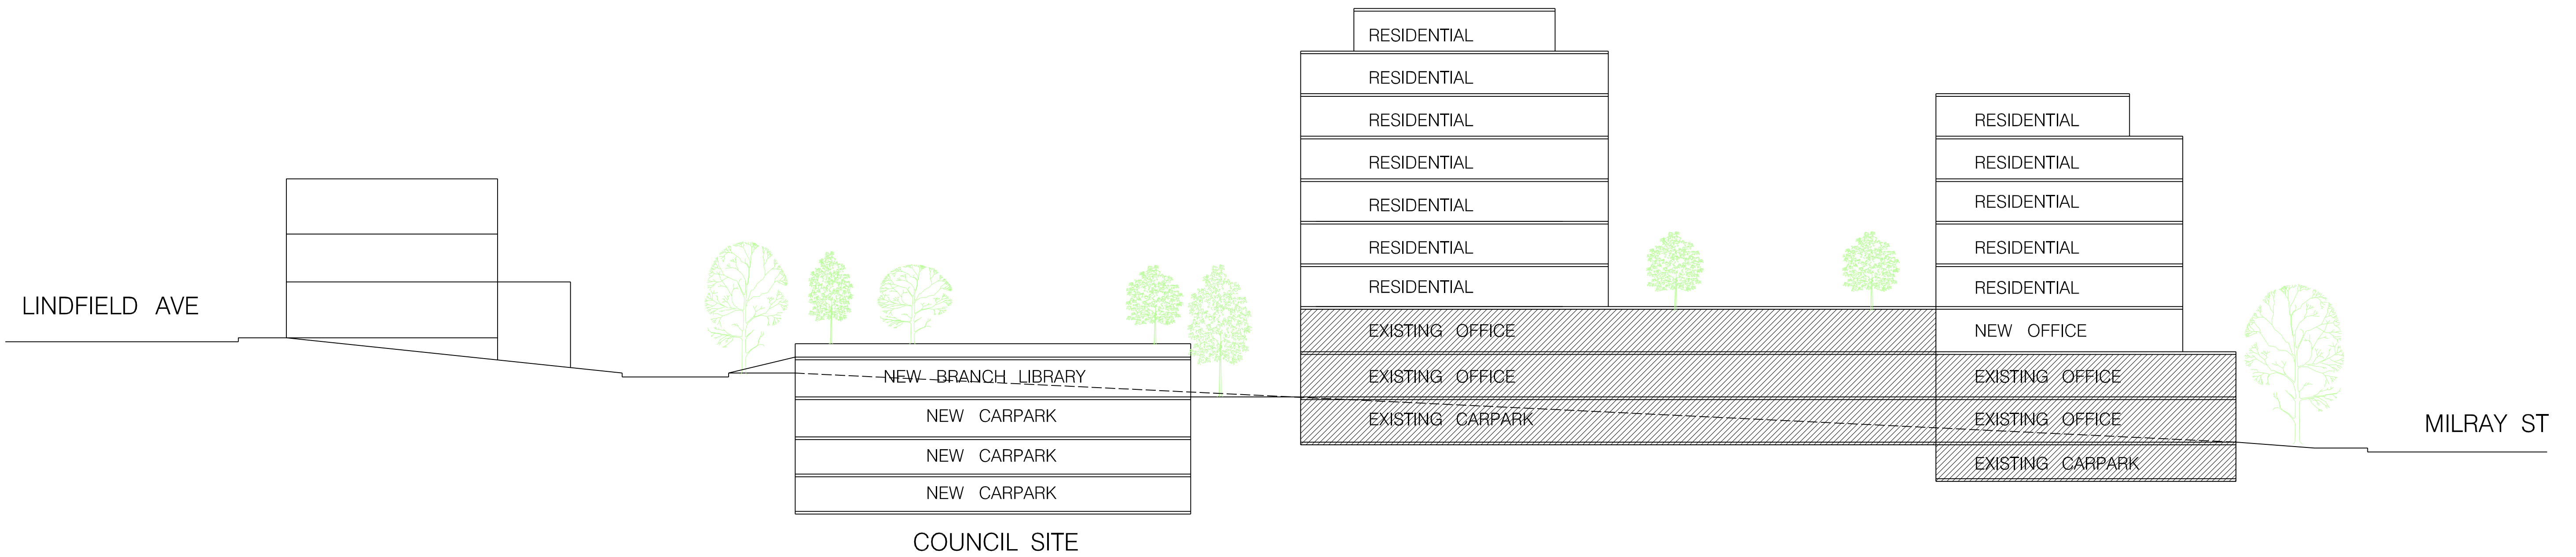 RESIDENTIAL
RESIDENTIAL
RESIDENTIAL
RESIDENTIAL
RESIDENTIAL
RESIDENTIAL
RESIDENTIAL
EXISTING OFFICE
EXISTING OFFICE
EXISTING CARPARK
RESIDENTIAL
RESIDENTIAL
RESIDENTIAL
RESIDENTIAL
RESIDENTIAL
NEW OFFICE
EXISTING OFFICE
EXISTING OFFICE
EXISTING CARPARK
LINDFIELD AVE
NEW BRANCH LIBRARY
NEW CARPARK
NEW CARPARK
NEW CARPARK
COUNCIL SITE
MILRAY ST